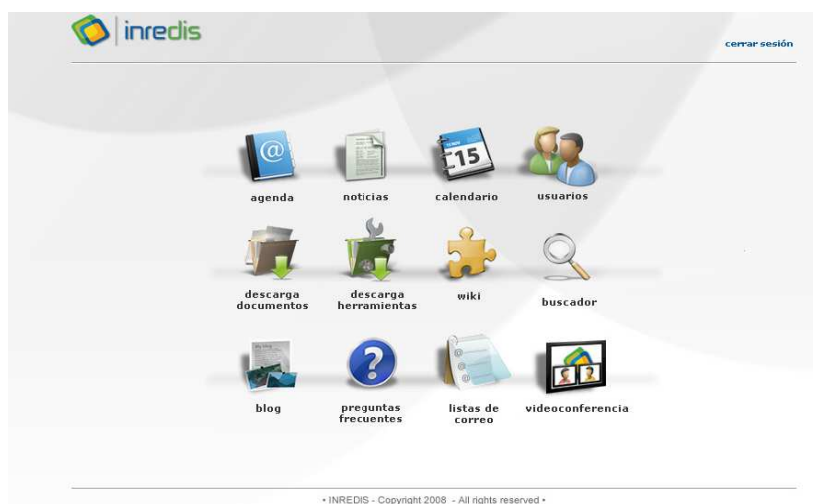 inredis
cerrar sesión
agenda
noticias
calendario
usuarios
descarga
documentos
descarga
herramientas
wiki
buscador
blog
preguntas
frecuentes
listas de
correo
videoconferencia
• INREDIS - Copyright 2008 - All rights reserved •